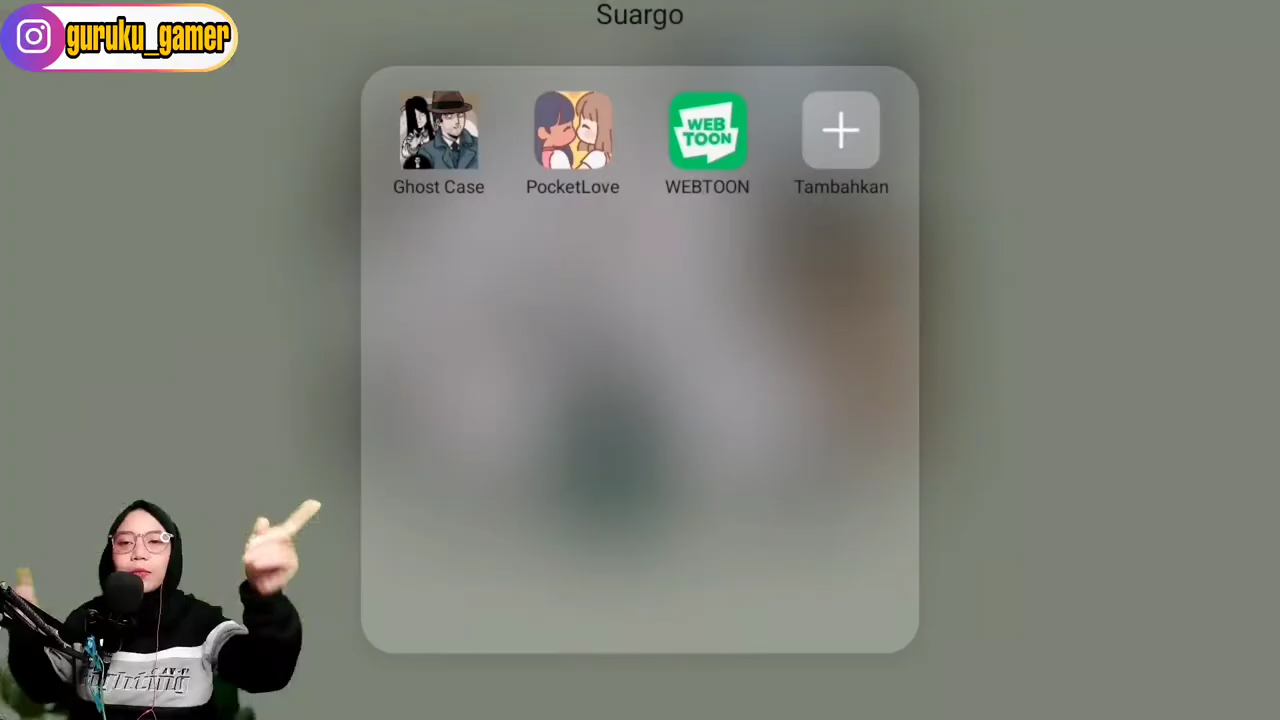 Suargo
guruku_gamer
Ghost Case
PocketLove
WEB
TOON
WEBTOON
Tambahkan